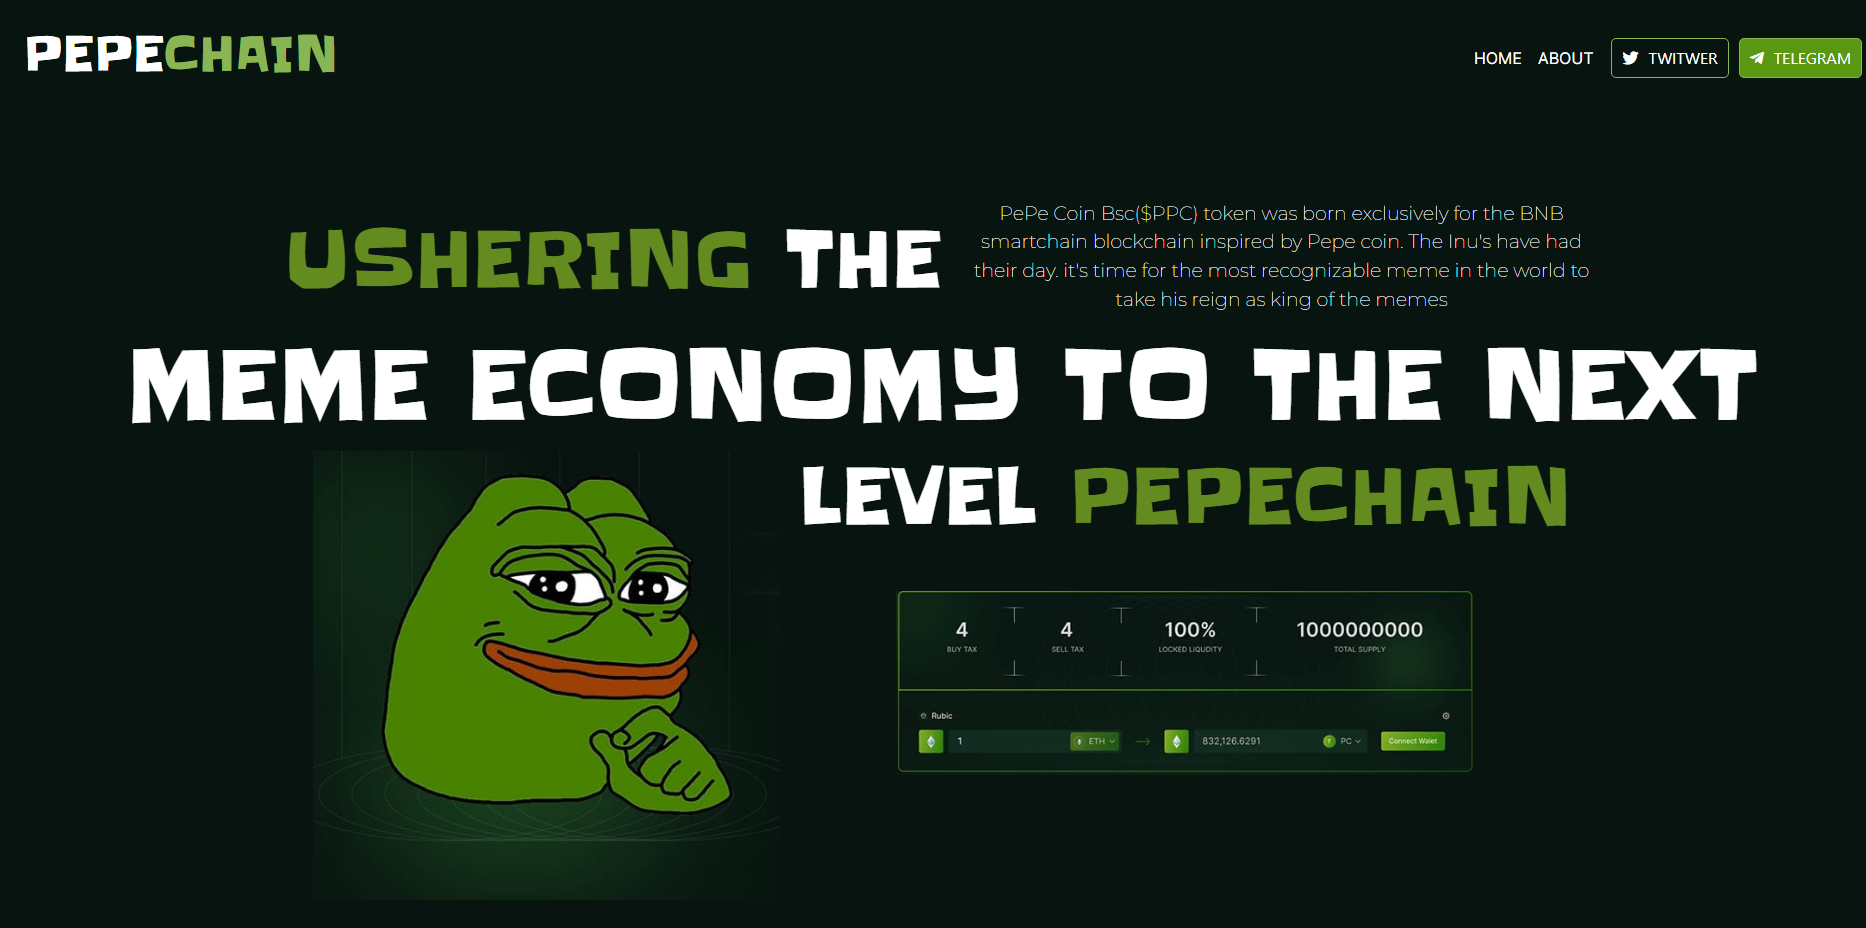 PEPECHAIN
HOME ABOUT TWITWER TELEGRAM
USHERING THE
PePe Coin Bsc($PPC) token was born exclusively for the BNB
smartchain blockchain inspired by Pepe coin. The Inu's have had
their day. it's time for the most recognizable meme in the world to
take his reign as king of the memes
MEME ECONOMY TO THE NEXT
LEVEL PEPECHAIN
4 4 100% 1000000000
BUY TAX SELL TAX LOCKED LIQUDITY TOTAL SUPPLY
Rubic
1 ETH 832,126.6291 T PC Connect Walet